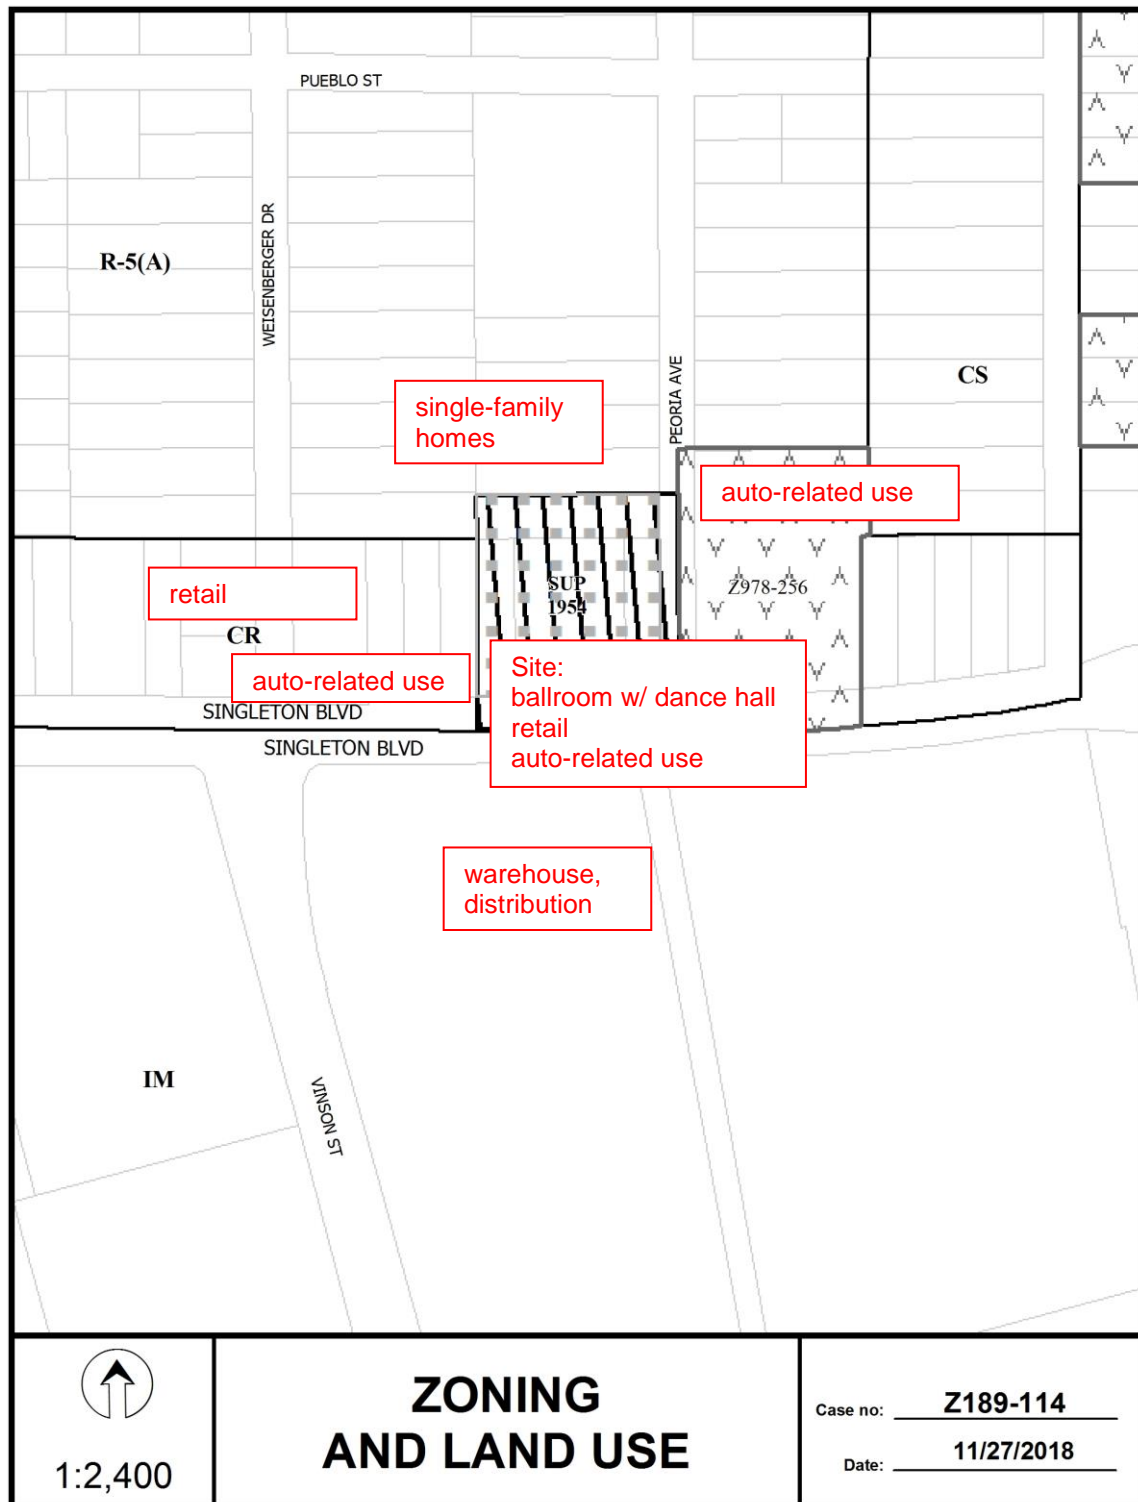 PUEBLO ST
WEISENBERGER DR
R-5(A)
PEORIA AVE
CS
single-family
homes
auto-related use
SUP
1954
Z978-256
retail
CR
auto-related use
Site:
ballroom w/ dance hall
retail
auto-related use
SINGLETON BLVD
SINGLETON BLVD
warehouse,
distribution
IM
VINSON ST
1:2,400
ZONING
AND LAND USE
Case no: Z189-114
Date: 11/27/2018